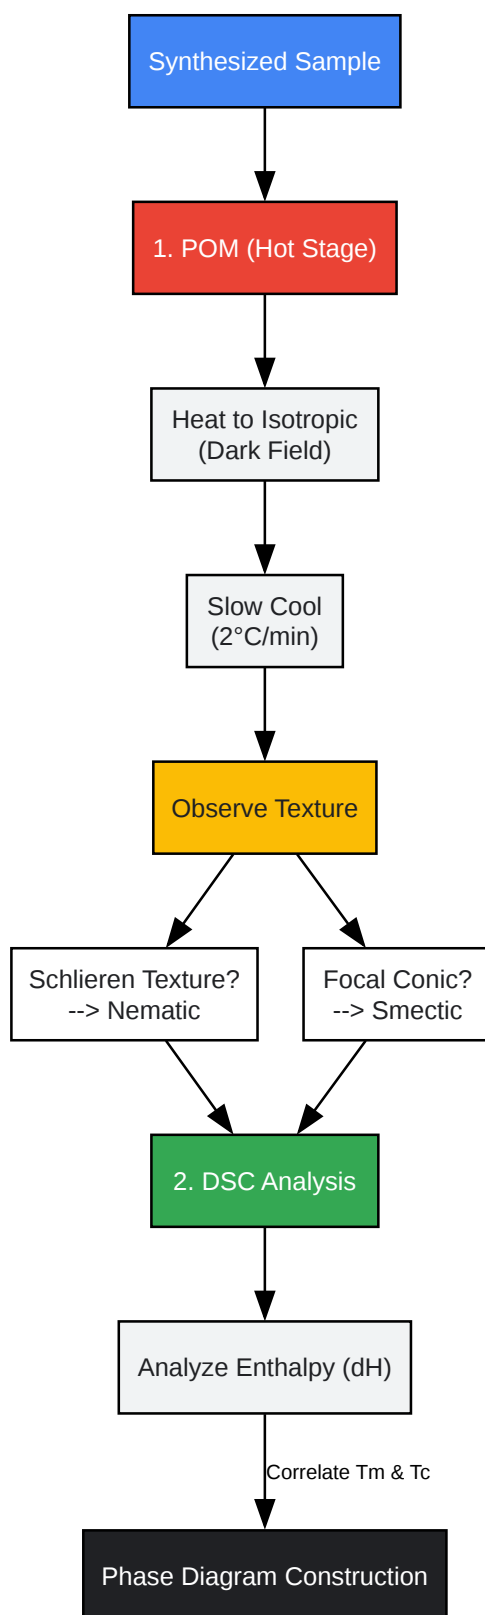 Synthesized Sample
1. POM (Hot Stage)
Heat to Isotropic
(Dark Field)
Slow Cool
(2°C/min)
Observe Texture
Schlieren Texture?
--> Nematic
Focal Conic?
--> Smectic
2. DSC Analysis
Analyze Enthalpy (dH)
Correlate Tm & Tc
Phase Diagram Construction